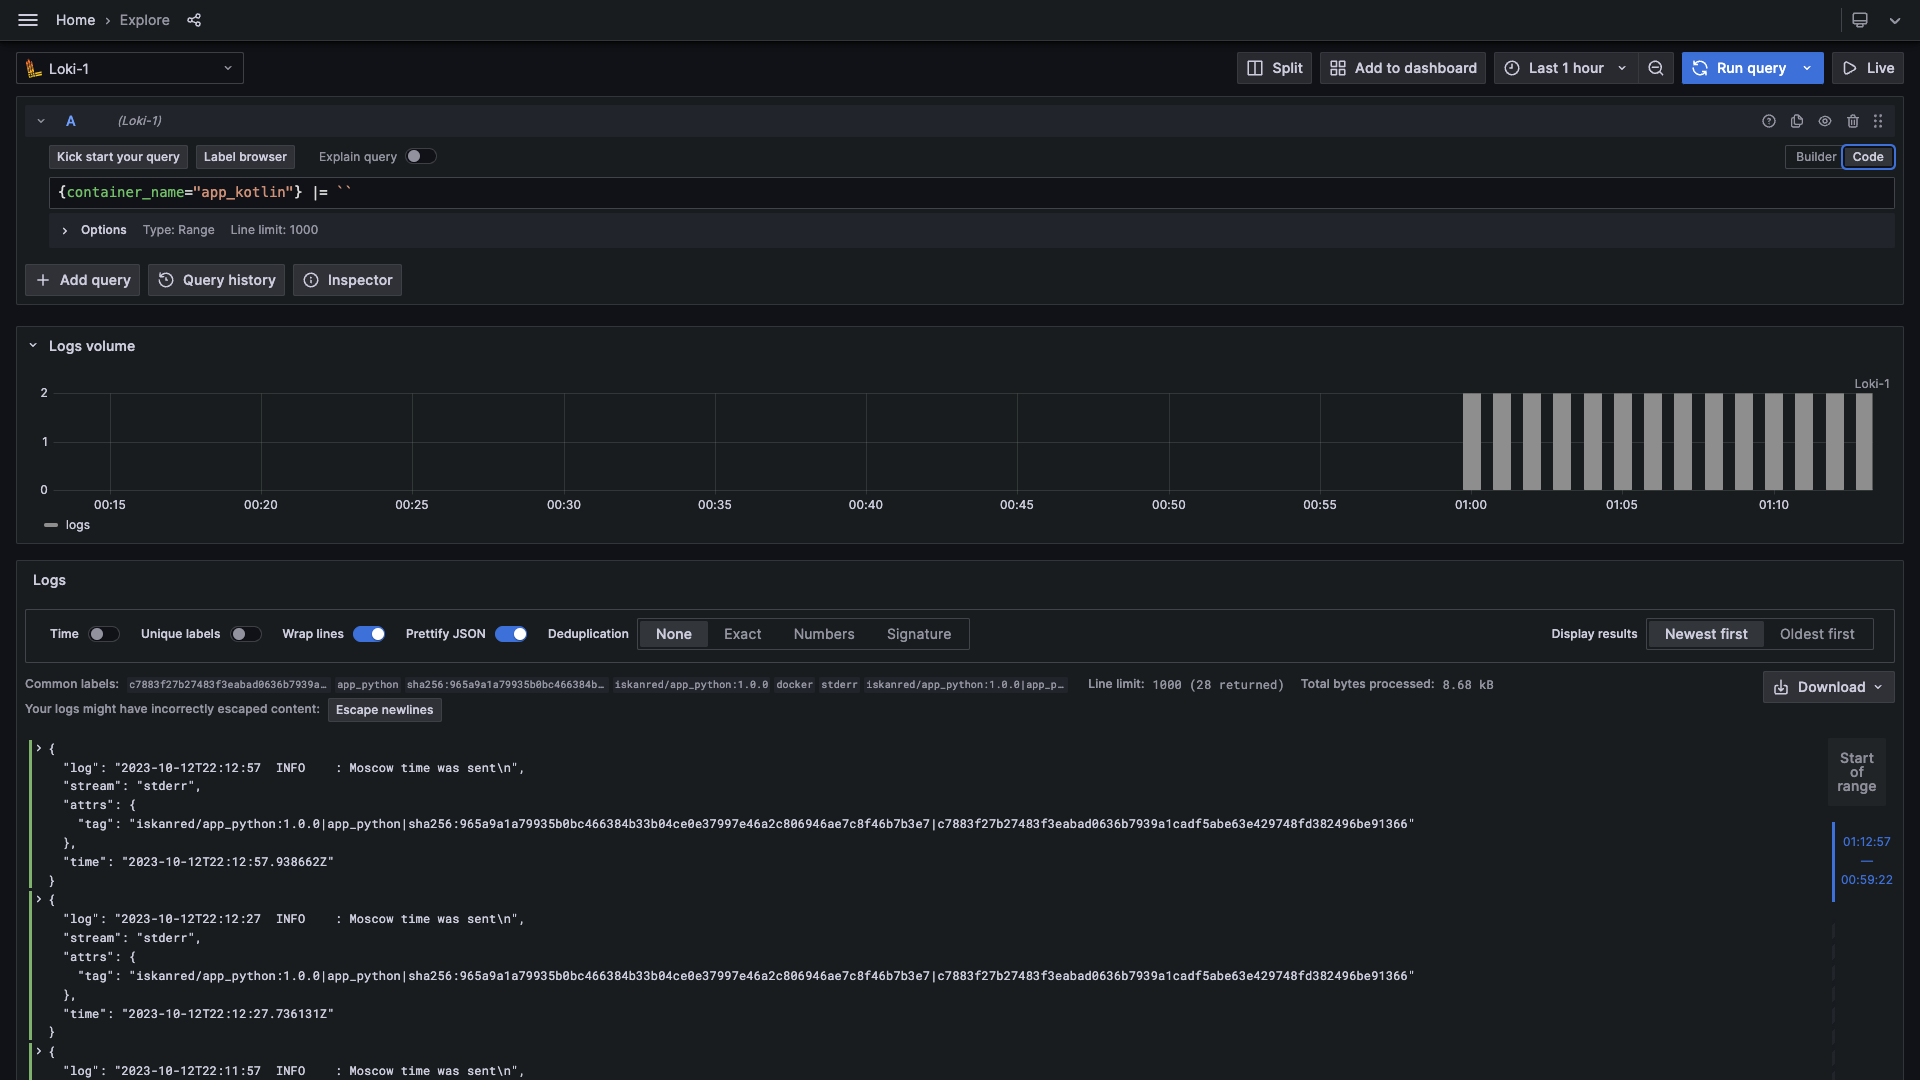 Home › Explore
Loki-1
Split
Add to dashboard
Last 1 hour
Run query
Live
A (Loki-1)
Kick start your query
Label browser
Explain query
Builder
Code
{container_name="app_kotlin"} |= ``
Options Type: Range Line limit: 1000
Add query
Query history
Inspector
Logs volume
Loki-1
2
1
0
00:15 00:20 00:25 00:30 00:35 00:40 00:45 00:50 00:55 01:00 01:05 01:10
logs
Logs
Time Unique labels Wrap lines Prettify JSON Deduplication None Exact Numbers Signature Display results Newest first Oldest first
Common labels: c7883f27b27483f3eabad0636b7939a… app_python sha256:965a9a1a79935b0bc466384b… iskanred/app_python:1.0.0 docker stderr iskanred/app_python:1.0.0|app_p… Line limit: 1000 (28 returned) Total bytes processed: 8.68 kB
Download
Your logs might have incorrectly escaped content: Escape newlines
{
"log": "2023-10-12T22:12:57 INFO : Moscow time was sent\n",
"stream": "stderr",
"attrs": {
"tag": "iskanred/app_python:1.0.0|app_python|sha256:965a9a1a79935b0bc466384b33b04ce0e37997e46a2c806946ae7c8f46b7b3e7|c7883f27b27483f3eabad0636b7939a1cadf5abe63e429748fd382496be91366"
},
"time": "2023-10-12T22:12:57.938662Z"
}
{
"log": "2023-10-12T22:12:27 INFO : Moscow time was sent\n",
"stream": "stderr",
"attrs": {
"tag": "iskanred/app_python:1.0.0|app_python|sha256:965a9a1a79935b0bc466384b33b04ce0e37997e46a2c806946ae7c8f46b7b3e7|c7883f27b27483f3eabad0636b7939a1cadf5abe63e429748fd382496be91366"
},
"time": "2023-10-12T22:12:27.736131Z"
}
{
"log": "2023-10-12T22:11:57 INFO : Moscow time was sent\n",
Start
of
range
01:12:57
—
00:59:22